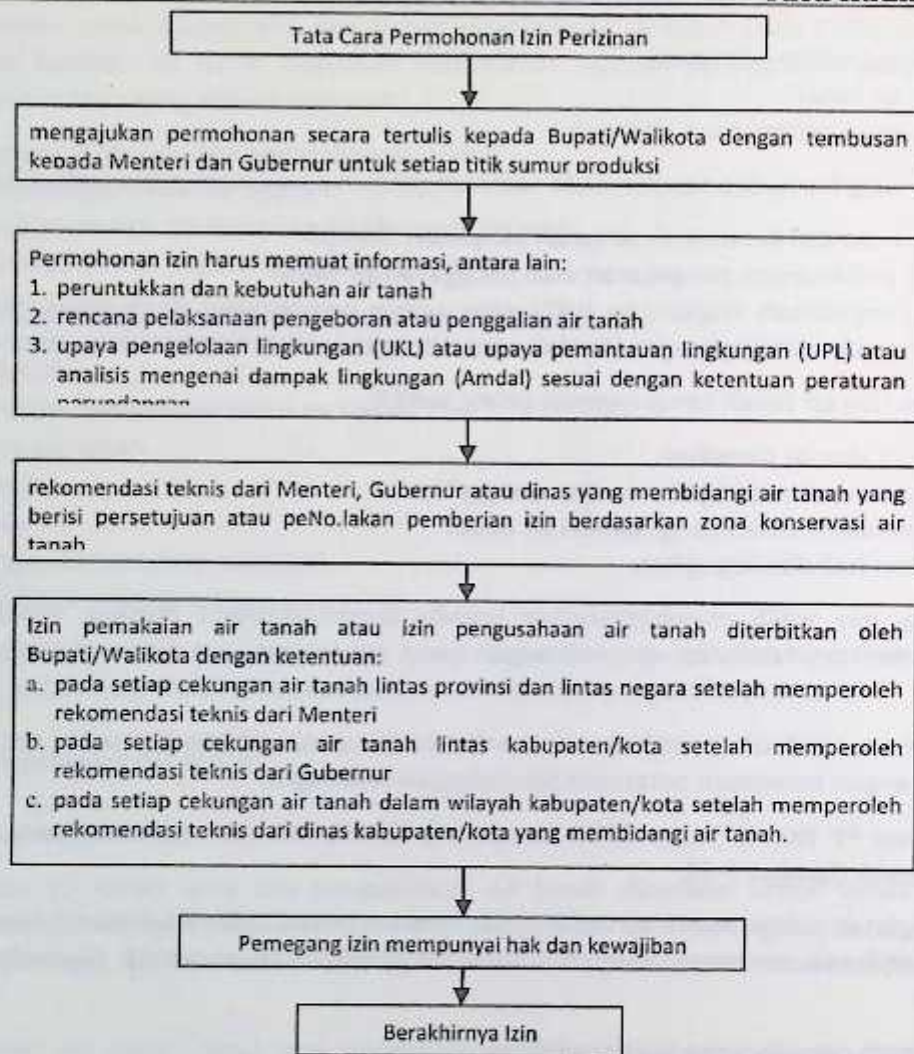 Tata Cara Permohonan Izin Perizinan
mengajukan permohonan secara tertulis kepada Bupati/Walikota dengan tembusan
kepada Menteri dan Gubernur untuk setiap titik sumur produksi
Permohonan izin harus memuat informasi, antara lain:
1. peruntukkan dan kebutuhan air tanah
2. rencana pelaksanaan pengeboran atau penggalian air tanah
3. upaya pengelolaan lingkungan (UKL) atau upaya pemantauan lingkungan (UPL) atau
analisis mengenai dampak lingkungan (Amdal) sesuai dengan ketentuan peraturan
perundangan
rekomendasi teknis dari Menteri, Gubernur atau dinas yang membidangi air tanah yang
berisi persetujuan atau peNo.lakan pemberian izin berdasarkan zona konservasi air
tanah
Izin pemakaian air tanah atau izin pengusahaan air tanah diterbitkan oleh
Bupati/Walikota dengan ketentuan:
a. pada setiap cekungan air tanah lintas provinsi dan lintas negara setelah memperoleh
rekomendasi teknis dari Menteri
b. pada setiap cekungan air tanah lintas kabupaten/kota setelah memperoleh
rekomendasi teknis dari Gubernur
c. pada setiap cekungan air tanah dalam wilayah kabupaten/kota setelah memperoleh
rekomendasi teknis dari dinas kabupaten/kota yang membidangi air tanah.
Pemegang izin mempunyai hak dan kewajiban
Berakhirnya Izin